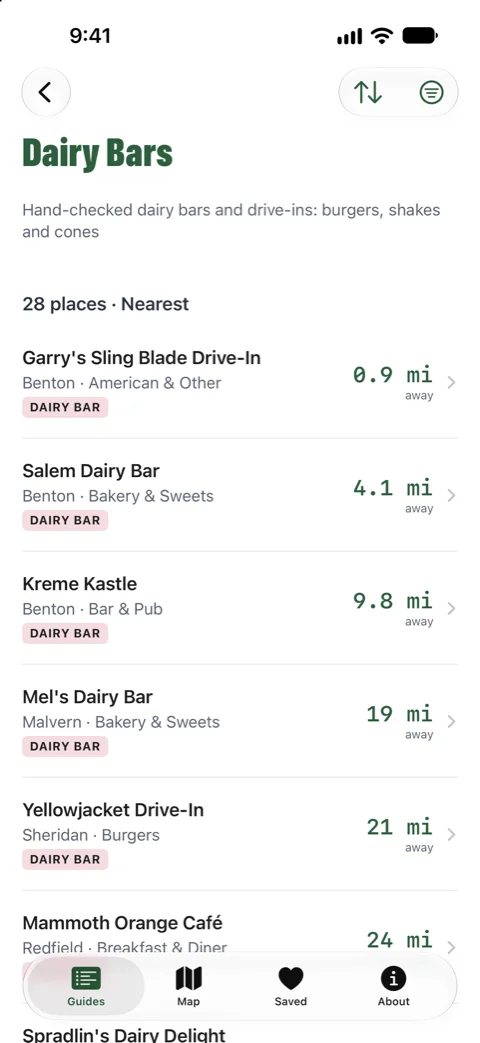 9:41
Dairy Bars
Hand-checked dairy bars and drive-ins: burgers, shakes
and cones
28 places · Nearest
Garry's Sling Blade Drive-In
Benton · American & Other
DAIRY BAR
0.9 mi
away
Salem Dairy Bar
Benton · Bakery & Sweets
DAIRY BAR
4.1 mi
away
Kreme Kastle
Benton · Bar & Pub
DAIRY BAR
9.8 mi
away
Mel's Dairy Bar
Malvern · Bakery & Sweets
DAIRY BAR
19 mi
away
Yellowjacket Drive-In
Sheridan · Burgers
DAIRY BAR
21 mi
away
Mammoth Orange Café
Redfield · Breakfast & Diner
24 mi
Guides
Map
Saved
About
Spradlin's Dairy Delight